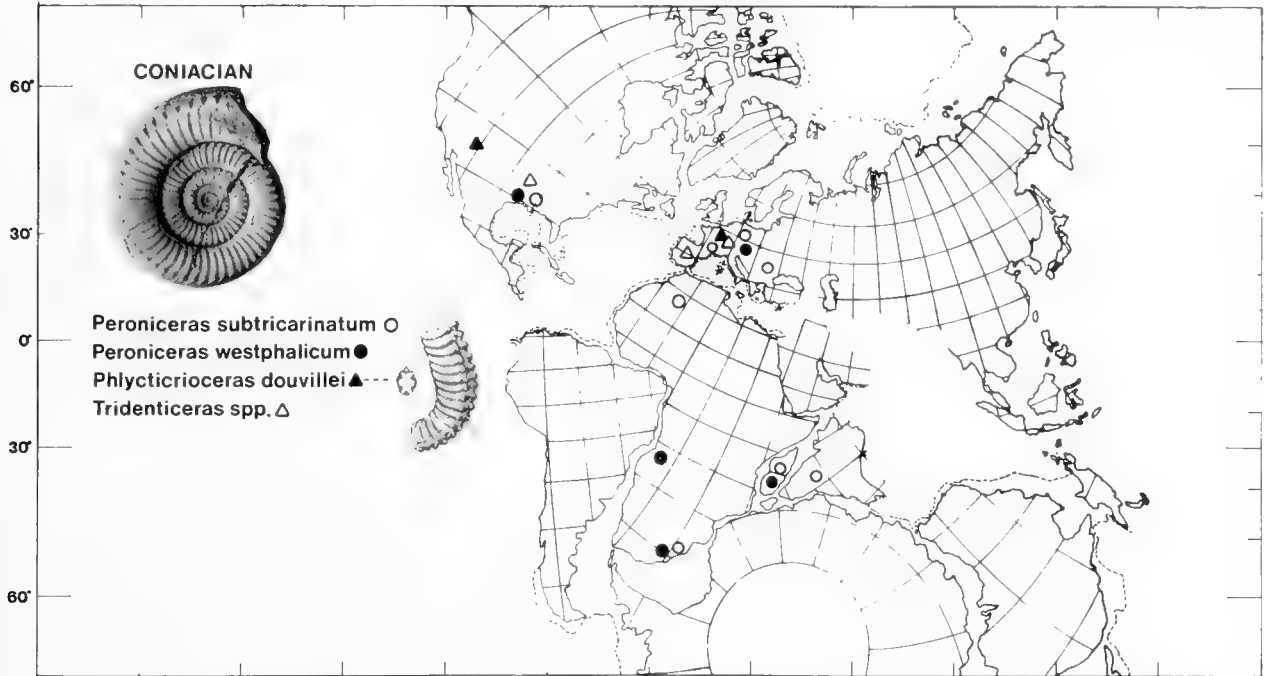 CONIACIAN
60°
30°
Peroniceras subtricarinatum
0°
Peroniceras westphalicum
Phlycticrioceras douvillei
Tridenticeras spp.
30°
60°